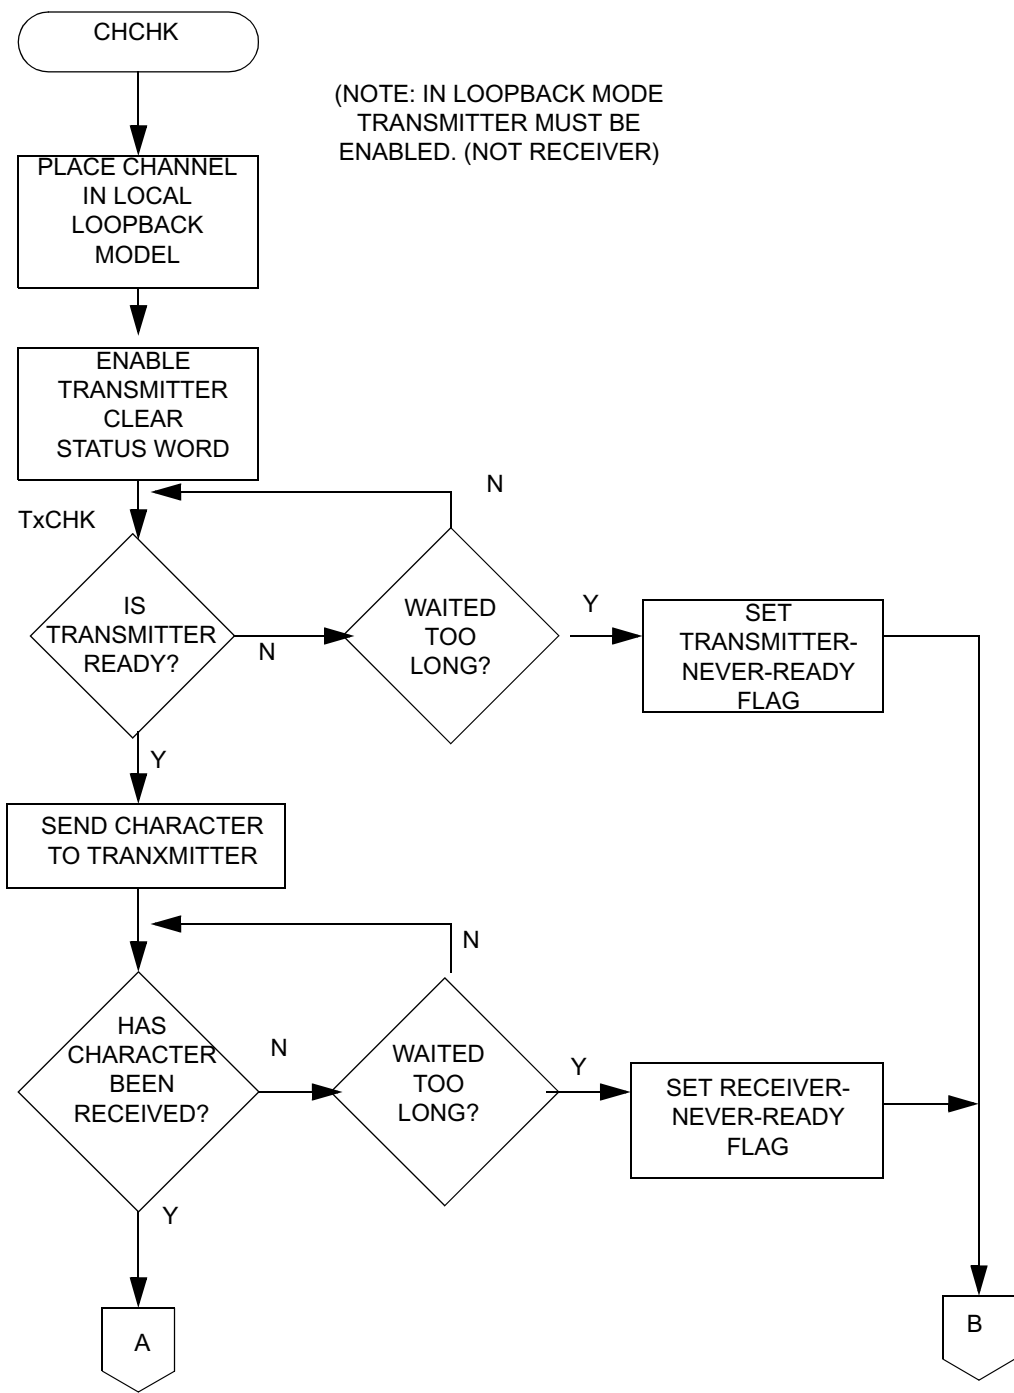 CHCHK
(NOTE: IN LOOPBACK MODE
TRANSMITTER MUST BE
ENABLED. (NOT RECEIVER)
PLACE CHANNEL
IN LOCAL
LOOPBACK
MODEL
ENABLE
TRANSMITTER
CLEAR
STATUS WORD
N
TxCHK
IS
TRANSMITTER
READY?
N
WAITED
TOO
LONG?
Y
SET
TRANSMITTER-
NEVER-READY
FLAG
Y
SEND CHARACTER
TO TRANXMITTER
N
HAS
CHARACTER
BEEN
RECEIVED?
N
WAITED
TOO
LONG?
Y
SET RECEIVER-
NEVER-READY
FLAG
Y
A
B